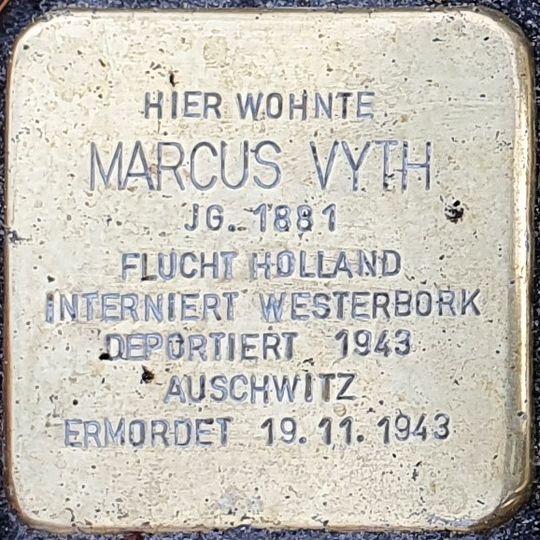 HIER WOHNTE
MARCUS VYTH
JG. 1881
FLUCHT HOLLAND
INTERNIERT WESTERBORK
DEPORTIERT 1943
AUSCHWITZ
ERMORDET 19.11.1943